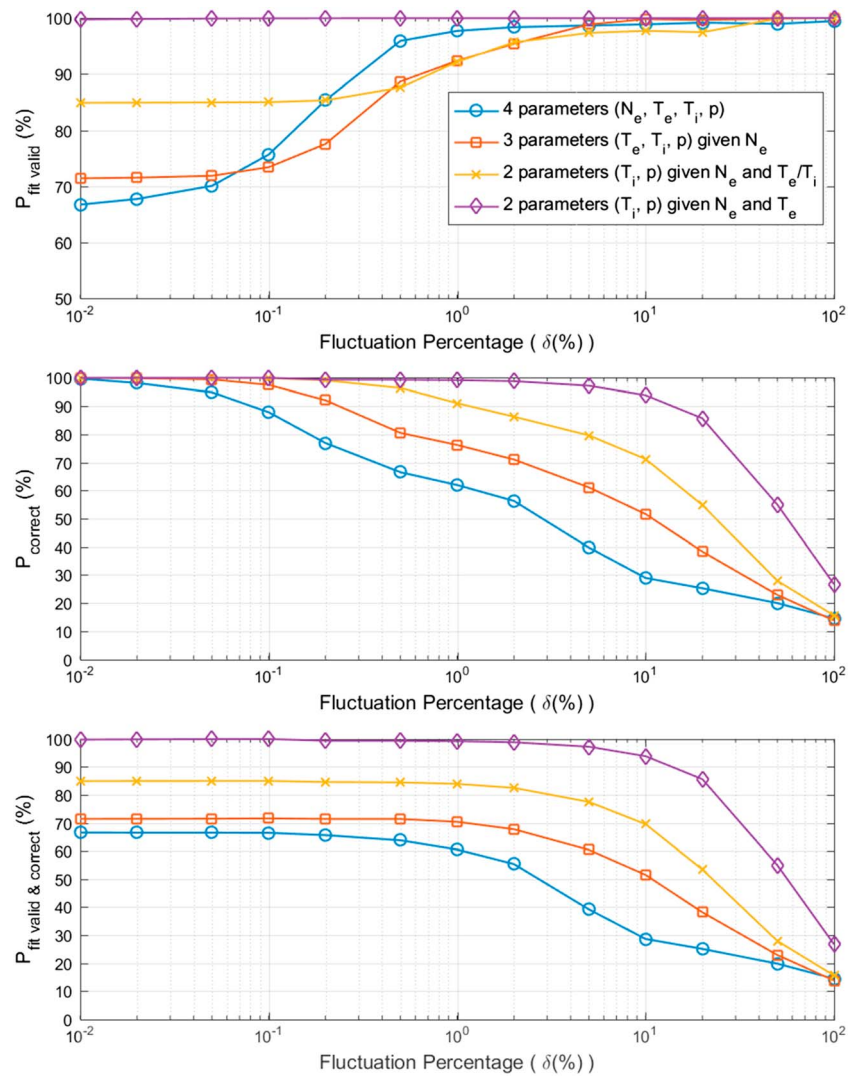 100
90
80
70
60
50
P_fit valid (%)
4 parameters (N_e, T_e, T_i, p)
3 parameters (T_e, T_i, p) given N_e
2 parameters (T_i, p) given N_e and T_e/T_i
2 parameters (T_i, p) given N_e and T_e
10^-2 10^-1 10^0 10^1 10^2
Fluctuation Percentage ( δ(%) )
100
90
80
70
60
50
40
30
20
10
0
P_correct (%)
10^-2 10^-1 10^0 10^1 10^2
Fluctuation Percentage ( δ(%) )
100
90
80
70
60
50
40
30
20
10
0
P_fit valid & correct (%)
10^-2 10^-1 10^0 10^1 10^2
Fluctuation Percentage ( δ(%) )